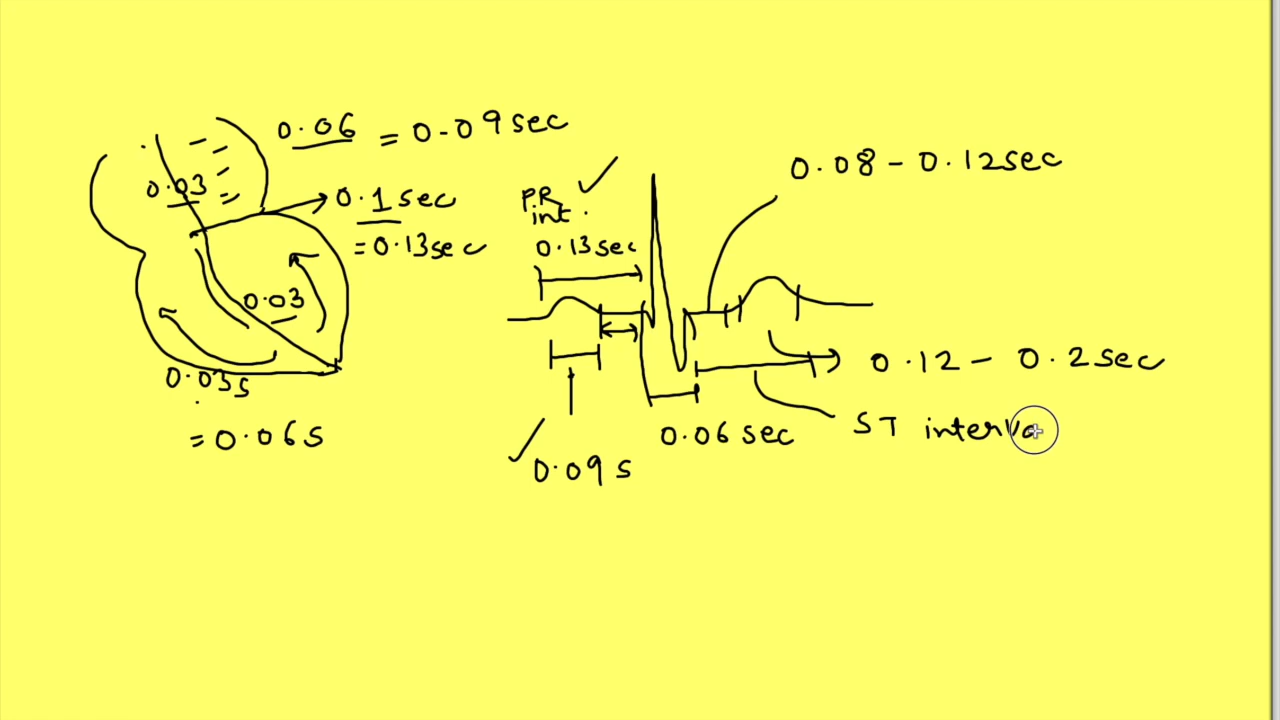 0.06 = 0.09 sec
0.03
0.1 sec
= 0.13 sec
0.03
0.03 s
= 0.06 s
P.R
int.
0.13 sec
0.08 - 0.12 sec
0.12 - 0.2 sec
0.06 sec
ST interva
0.09 s